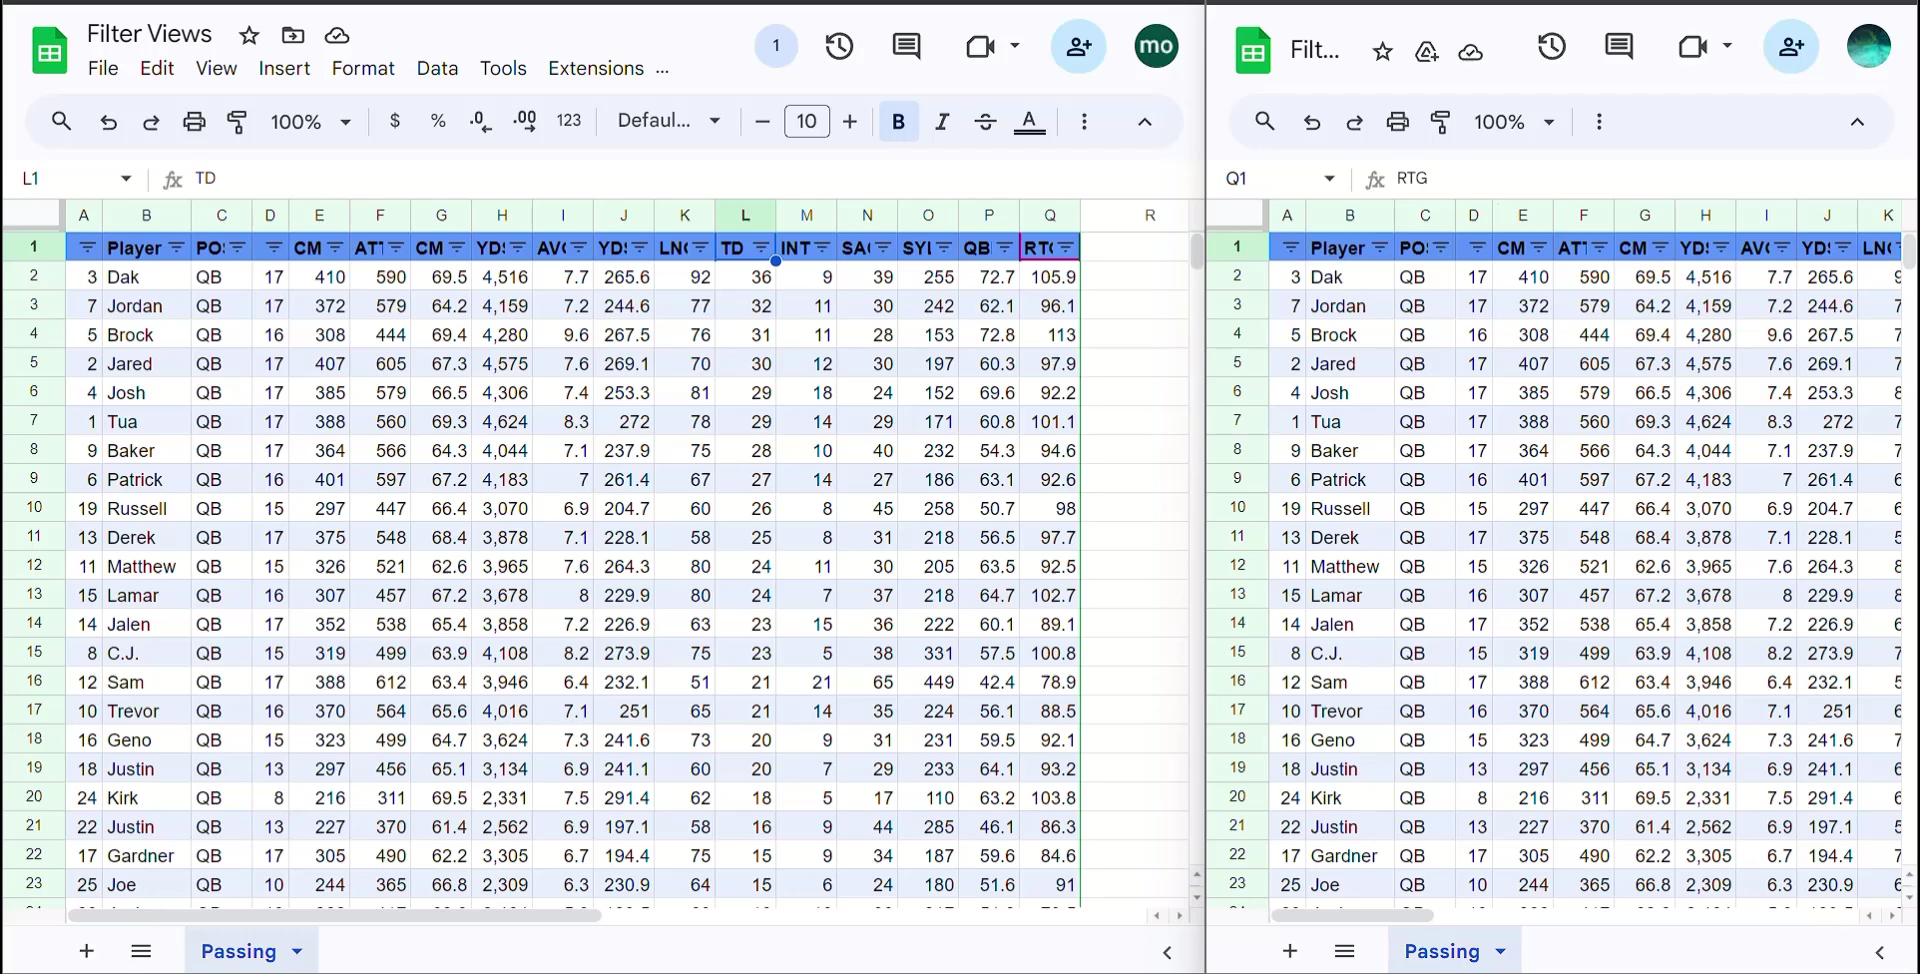 Filter Views
File Edit View Insert Format Data Tools Extensions ...
1
mo
100% $ % .0 .00 123 Defaul... 10 B I A
L1 TD
A B C D E F G H I J K L M N O P Q R
1 Player PO CM ATT CM YD AV YD LN TD INT SA SYL QB RT
2 3 Dak QB 17 410 590 69.5 4,516 7.7 265.6 92 36 9 39 255 72.7 105.9
3 7 Jordan QB 17 372 579 64.2 4,159 7.2 244.6 77 32 11 30 242 62.1 96.1
4 5 Brock QB 16 308 444 69.4 4,280 9.6 267.5 76 31 11 28 153 72.8 113
5 2 Jared QB 17 407 605 67.3 4,575 7.6 269.1 70 30 12 30 197 60.3 97.9
6 4 Josh QB 17 385 579 66.5 4,306 7.4 253.3 81 29 18 24 152 69.6 92.2
7 1 Tua QB 17 388 560 69.3 4,624 8.3 272 78 29 14 29 171 60.8 101.1
8 9 Baker QB 17 364 566 64.3 4,044 7.1 237.9 75 28 10 40 232 54.3 94.6
9 6 Patrick QB 16 401 597 67.2 4,183 7 261.4 67 27 14 27 186 63.1 92.6
10 19 Russell QB 15 297 447 66.4 3,070 6.9 204.7 60 26 8 45 258 50.7 98
11 13 Derek QB 17 375 548 68.4 3,878 7.1 228.1 58 25 8 31 218 56.5 97.7
12 11 Matthew QB 15 326 521 62.6 3,965 7.6 264.3 80 24 11 30 205 63.5 92.5
13 15 Lamar QB 16 307 457 67.2 3,678 8 229.9 80 24 7 37 218 64.7 102.7
14 14 Jalen QB 17 352 538 65.4 3,858 7.2 226.9 63 23 15 36 222 60.1 89.1
15 8 C.J. QB 15 319 499 63.9 4,108 8.2 273.9 75 23 5 38 331 57.5 100.8
16 12 Sam QB 17 388 612 63.4 3,946 6.4 232.1 51 21 21 65 449 42.4 78.9
17 10 Trevor QB 16 370 564 65.6 4,016 7.1 251 65 21 14 35 224 56.1 88.5
18 16 Geno QB 15 323 499 64.7 3,624 7.3 241.6 73 20 9 31 231 59.5 92.1
19 18 Justin QB 13 297 456 65.1 3,134 6.9 241.1 60 20 7 29 233 64.1 93.2
20 24 Kirk QB 8 216 311 69.5 2,331 7.5 291.4 62 18 5 17 110 63.2 103.8
21 22 Justin QB 13 227 370 61.4 2,562 6.9 197.1 58 16 9 44 285 46.1 86.3
22 17 Gardner QB 17 305 490 62.2 3,305 6.7 194.4 75 15 9 34 187 59.6 84.6
23 25 Joe QB 10 244 365 66.8 2,309 6.3 230.9 64 15 6 24 180 51.6 91
Passing
Filt...
100%
Q1 RTG
A B C D E F G H I J K
1 Player PO CM ATT CM YD AV YD LN
2 3 Dak QB 17 410 590 69.5 4,516 7.7 265.6
3 7 Jordan QB 17 372 579 64.2 4,159 7.2 244.6
4 5 Brock QB 16 308 444 69.4 4,280 9.6 267.5
5 2 Jared QB 17 407 605 67.3 4,575 7.6 269.1
6 4 Josh QB 17 385 579 66.5 4,306 7.4 253.3
7 1 Tua QB 17 388 560 69.3 4,624 8.3 272
8 9 Baker QB 17 364 566 64.3 4,044 7.1 237.9
9 6 Patrick QB 16 401 597 67.2 4,183 7 261.4
10 19 Russell QB 15 297 447 66.4 3,070 6.9 204.7
11 13 Derek QB 17 375 548 68.4 3,878 7.1 228.1
12 11 Matthew QB 15 326 521 62.6 3,965 7.6 264.3
13 15 Lamar QB 16 307 457 67.2 3,678 8 229.9
14 14 Jalen QB 17 352 538 65.4 3,858 7.2 226.9
15 8 C.J. QB 15 319 499 63.9 4,108 8.2 273.9
16 12 Sam QB 17 388 612 63.4 3,946 6.4 232.1
17 10 Trevor QB 16 370 564 65.6 4,016 7.1 251
18 16 Geno QB 15 323 499 64.7 3,624 7.3 241.6
19 18 Justin QB 13 297 456 65.1 3,134 6.9 241.1
20 24 Kirk QB 8 216 311 69.5 2,331 7.5 291.4
21 22 Justin QB 13 227 370 61.4 2,562 6.9 197.1
22 17 Gardner QB 17 305 490 62.2 3,305 6.7 194.4
23 25 Joe QB 10 244 365 66.8 2,309 6.3 230.9
Passing